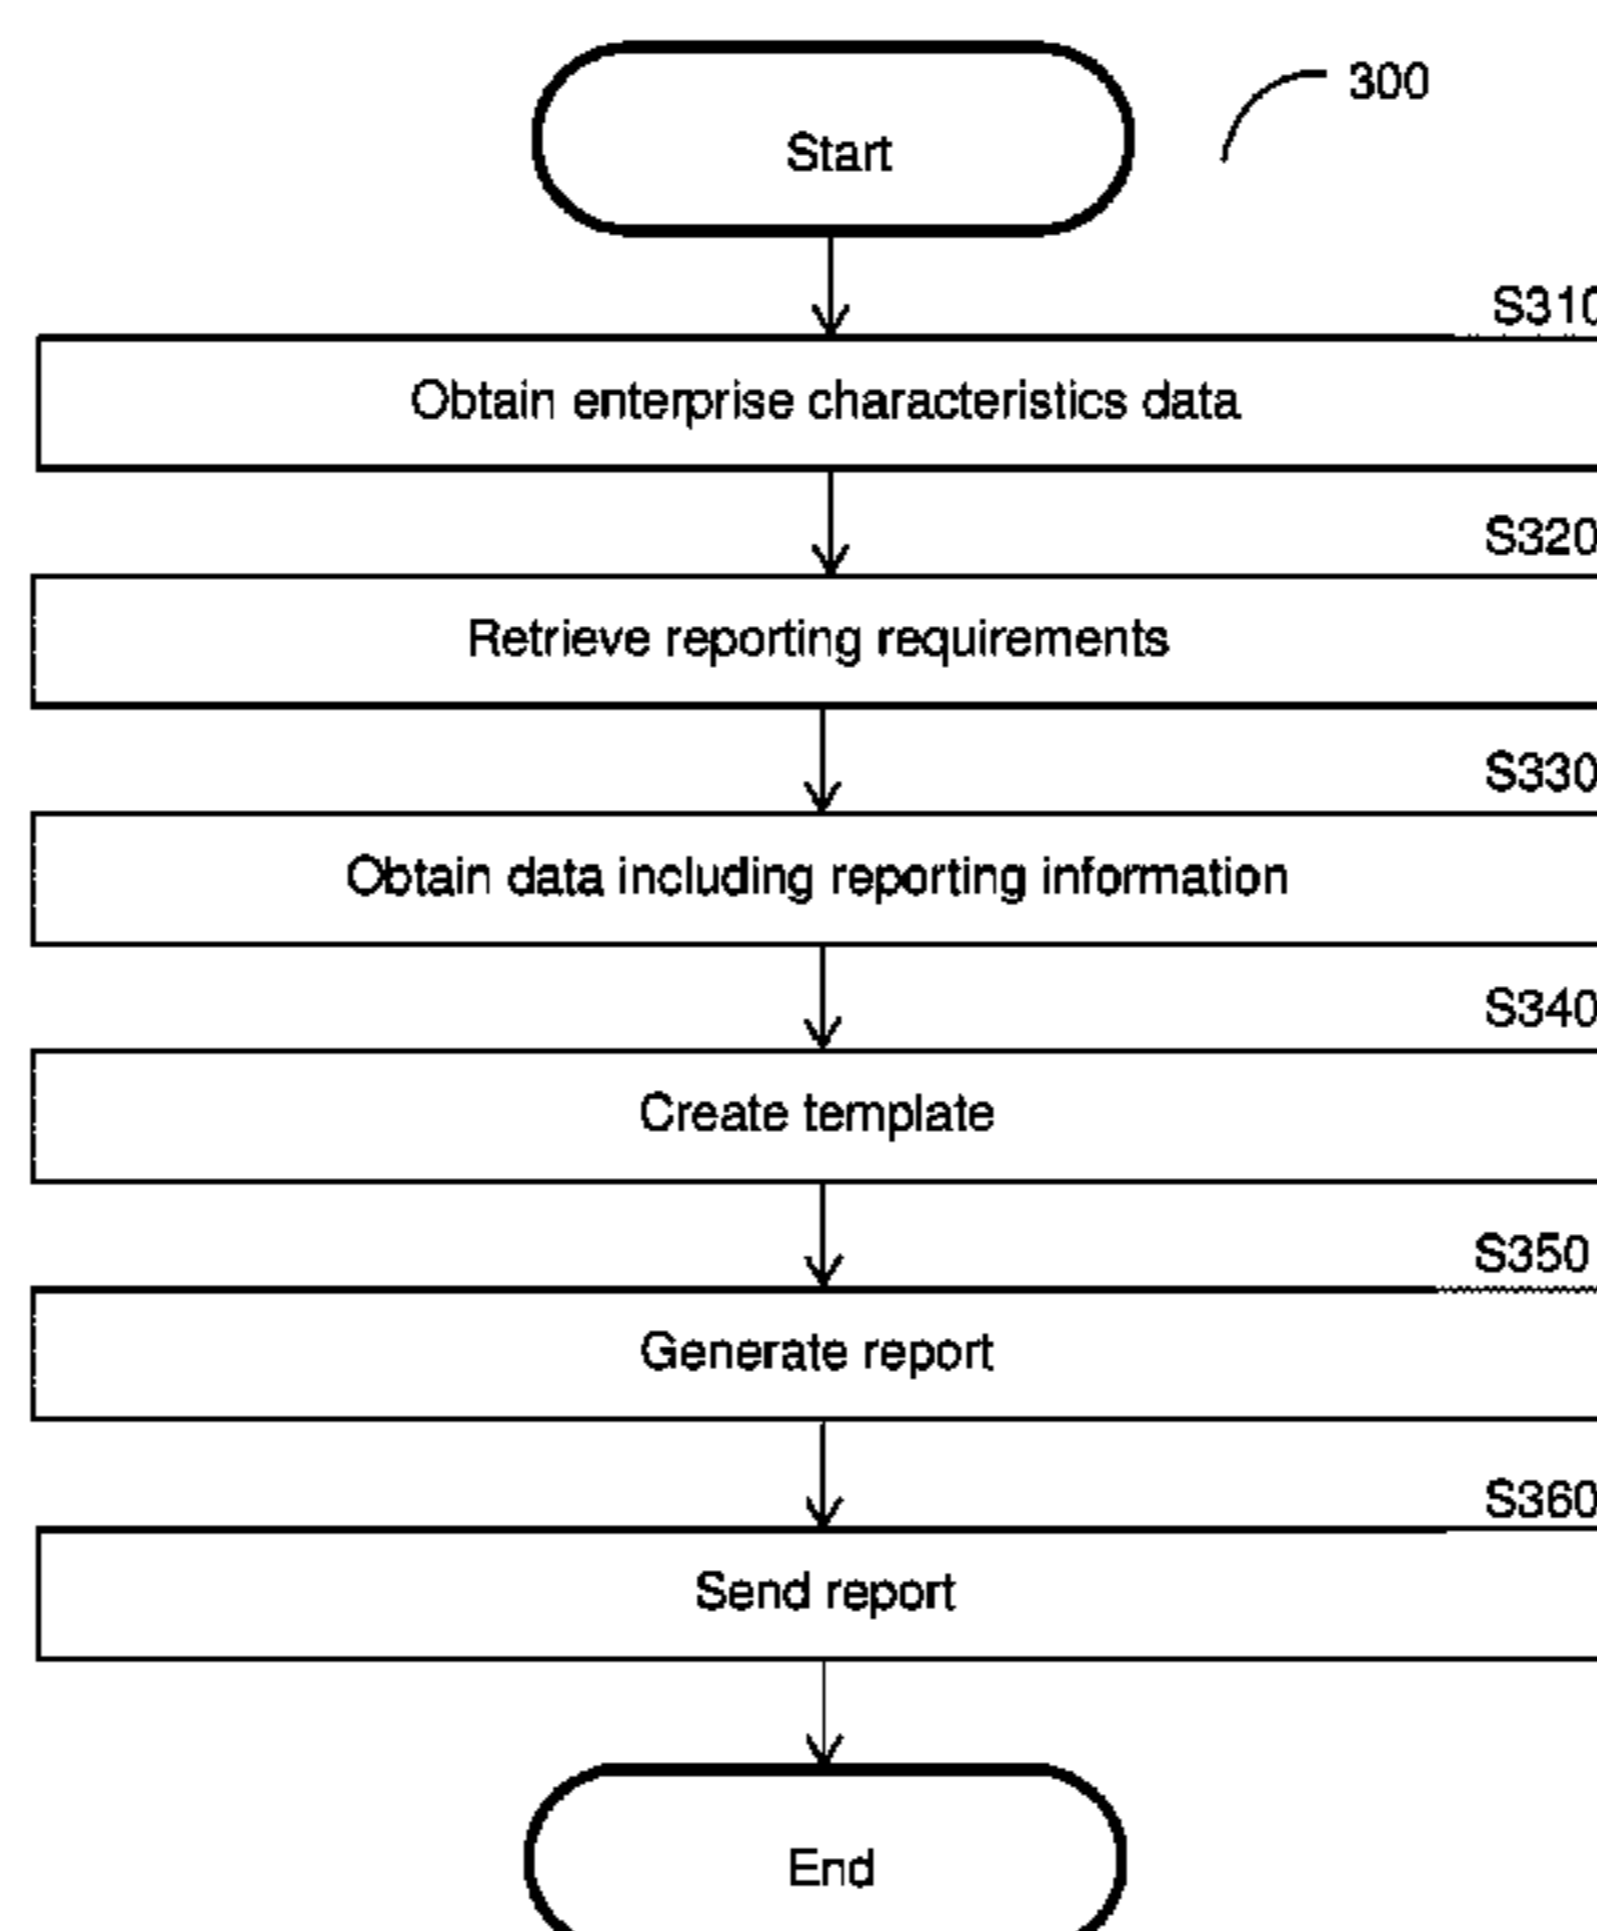 300
Start
S310
Obtain enterprise characteristics data
S320
Retrieve reporting requirements
S330
Obtain data including reporting information
S340
Create template
S350
Generate report
S360
Send report
End